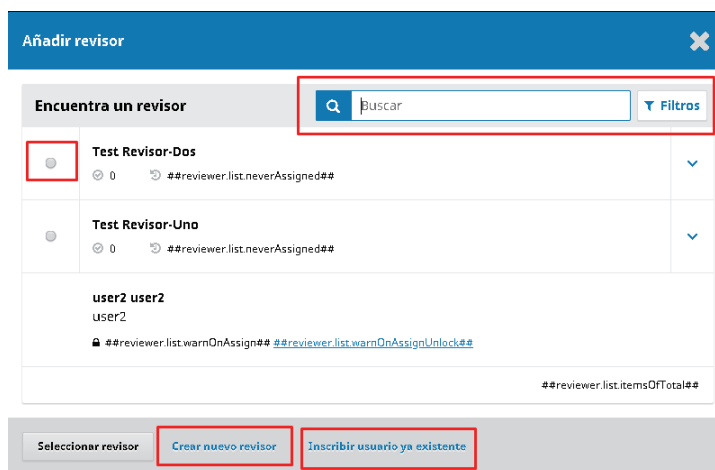 Añadir revisor
Encuentra un revisor
Buscar
Filtros
Test Revisor-Dos
0 ##reviewer.list.neverAssigned##
Test Revisor-Uno
0 ##reviewer.list.neverAssigned##
user2 user2
user2
##reviewer.list.warnOnAssign## ##reviewer.list.warnOnAssignUnlock##
##reviewer.list.itemsOfTotal##
Seleccionar revisor Crear nuevo revisor Inscribir usuario ya existente